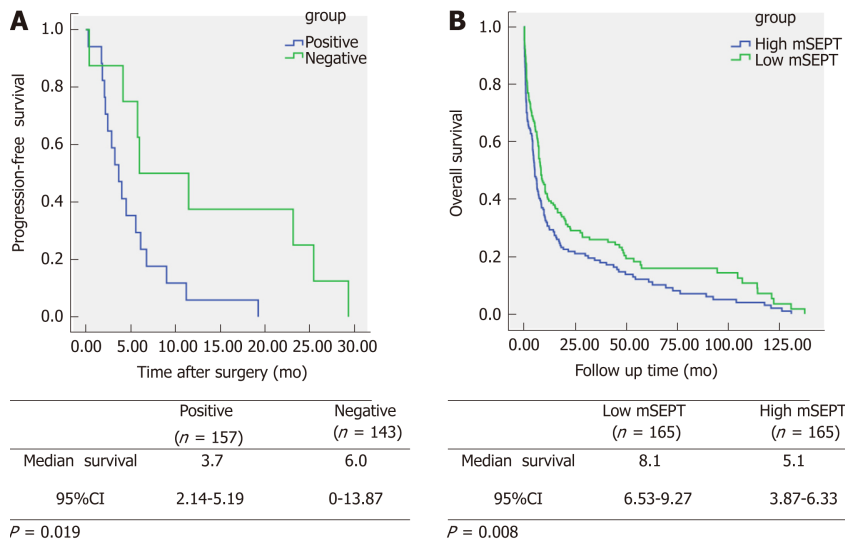 A
group
Positive
Negative
Progression-free survival
1.0
0.8
0.6
0.4
0.2
0.0
0.00 5.00 10.00 15.00 20.00 25.00 30.00
Time after surgery (mo)
Positive Negative
(n = 157) (n = 143)
Median survival 3.7 6.0
95%CI 2.14-5.19 0-13.87
P = 0.019
B
group
High mSEPT
Low mSEPT
Overall survival
1.0
0.8
0.6
0.4
0.2
0.0
0.00 25.00 50.00 75.00 100.00 125.00
Follow up time (mo)
Low mSEPT High mSEPT
(n = 165) (n = 165)
Median survival 8.1 5.1
95%CI 6.53-9.27 3.87-6.33
P = 0.008